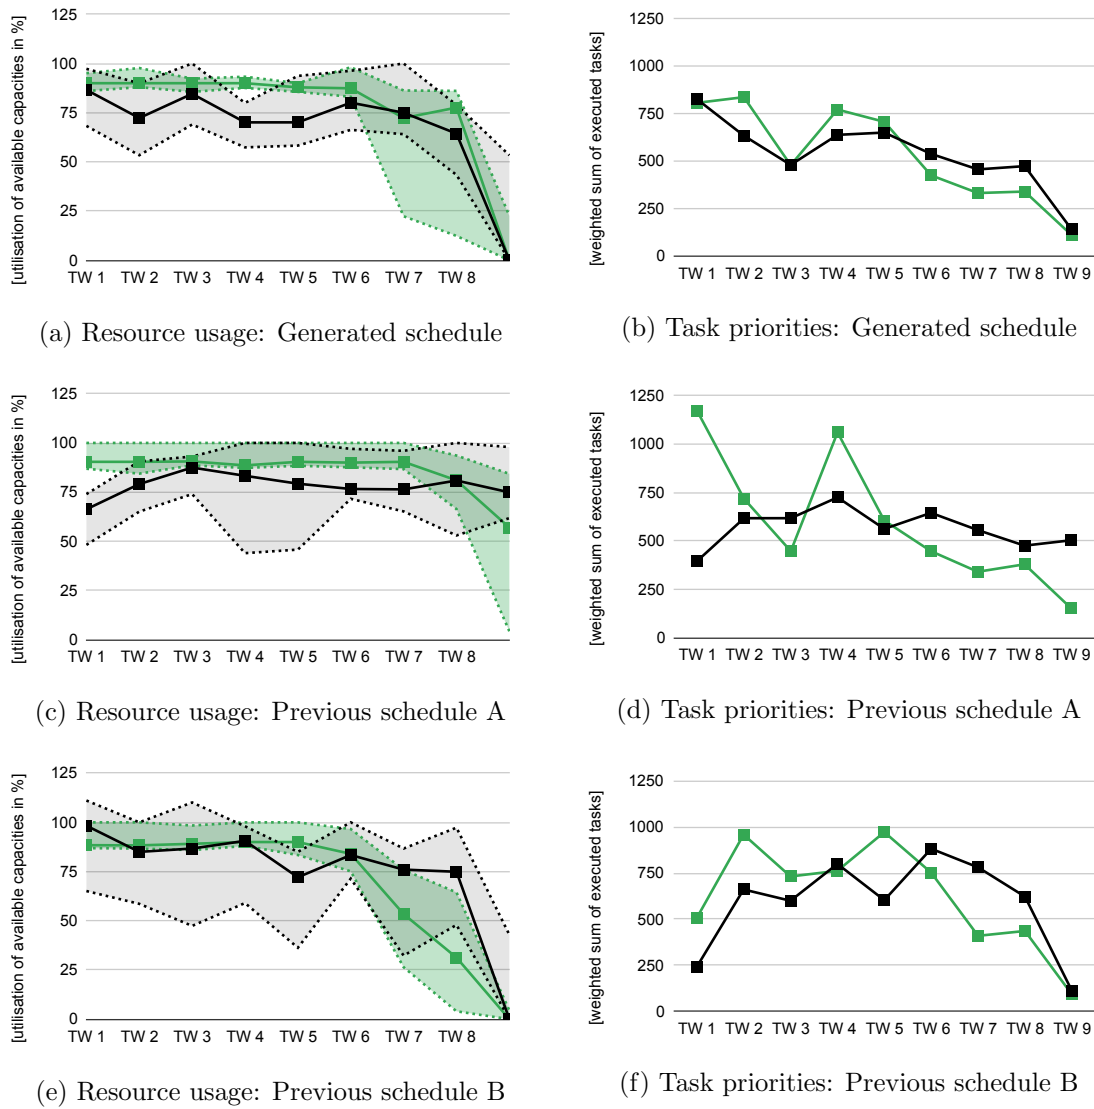 [utilisation of available capacities in %]
125
100
75
50
25
0
TW 1 TW 2 TW 3 TW 4 TW 5 TW 6 TW 7 TW 8
(a) Resource usage: Generated schedule
[weighted sum of executed tasks]
1250
1000
750
500
250
0
TW 1 TW 2 TW 3 TW 4 TW 5 TW 6 TW 7 TW 8 TW 9
(b) Task priorities: Generated schedule
[utilisation of available capacities in %]
125
100
75
50
25
0
TW 1 TW 2 TW 3 TW 4 TW 5 TW 6 TW 7 TW 8
(c) Resource usage: Previous schedule A
[weighted sum of executed tasks]
1250
1000
750
500
250
0
TW 1 TW 2 TW 3 TW 4 TW 5 TW 6 TW 7 TW 8 TW 9
(d) Task priorities: Previous schedule A
[utilisation of available capacities in %]
125
100
75
50
25
0
TW 1 TW 2 TW 3 TW 4 TW 5 TW 6 TW 7 TW 8
(e) Resource usage: Previous schedule B
[weighted sum of executed tasks]
1250
1000
750
500
250
0
TW 1 TW 2 TW 3 TW 4 TW 5 TW 6 TW 7 TW 8 TW 9
(f) Task priorities: Previous schedule B